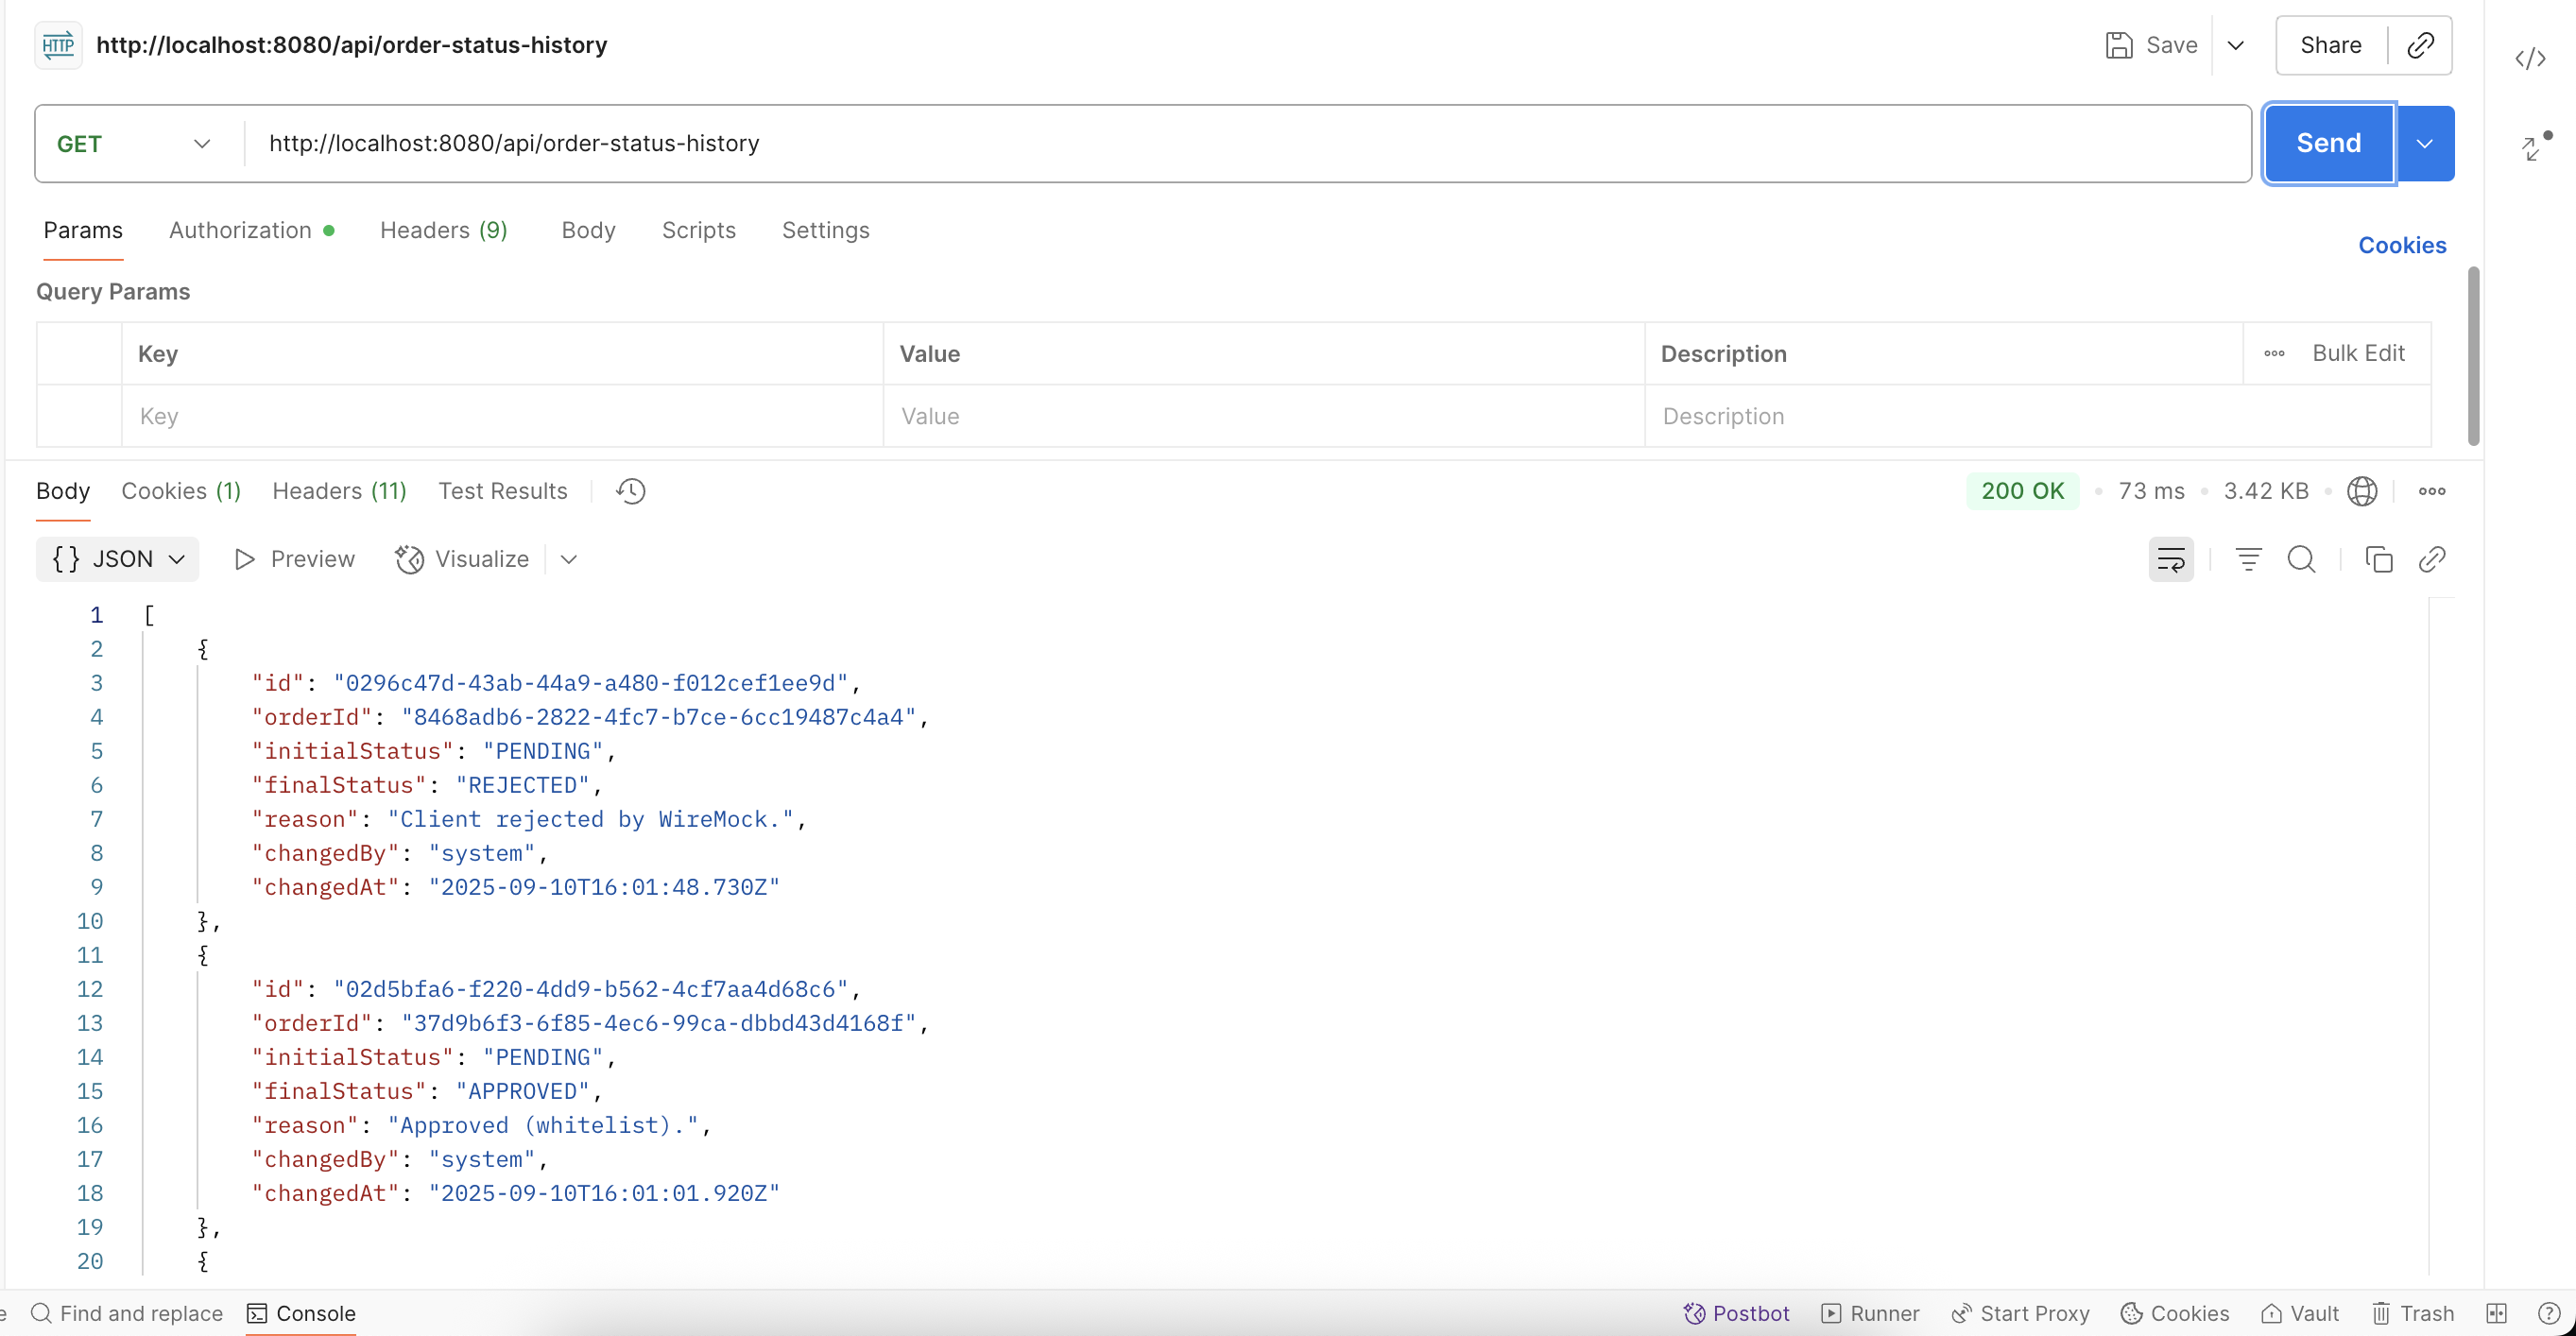 HTTP http://localhost:8080/api/order-status-history Save Share
GET http://localhost:8080/api/order-status-history Send
Params Authorization Headers (9) Body Scripts Settings Cookies
Query Params
Key Value Description Bulk Edit
Key Value Description
Body Cookies (1) Headers (11) Test Results 200 OK • 73 ms • 3.42 KB •
{} JSON Preview Visualize
1 [
2 {
3 "id": "0296c47d-43ab-44a9-a480-f012cef1ee9d",
4 "orderId": "8468adb6-2822-4fc7-b7ce-6cc19487c4a4",
5 "initialStatus": "PENDING",
6 "finalStatus": "REJECTED",
7 "reason": "Client rejected by WireMock.",
8 "changedBy": "system",
9 "changedAt": "2025-09-10T16:01:48.730Z"
10 },
11 {
12 "id": "02d5bfa6-f220-4dd9-b562-4cf7aa4d68c6",
13 "orderId": "37d9b6f3-6f85-4ec6-99ca-dbbd43d4168f",
14 "initialStatus": "PENDING",
15 "finalStatus": "APPROVED",
16 "reason": "Approved (whitelist).",
17 "changedBy": "system",
18 "changedAt": "2025-09-10T16:01:01.920Z"
19 },
20 {
Find and replace Console Postbot Runner Start Proxy Cookies Vault Trash